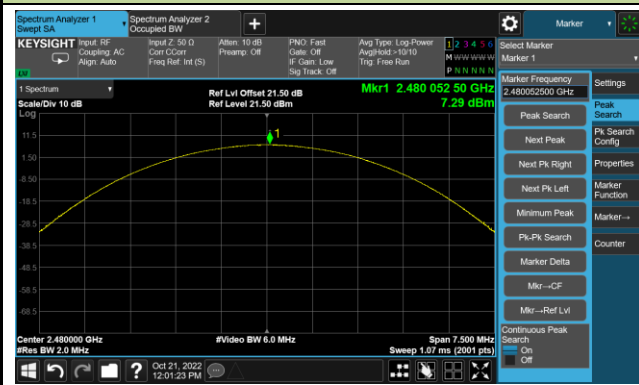 Spectrum Analyzer 1
Swept SA
Spectrum Analyzer 2
Occupied BW
Marker
KEYSIGHT
Input: RF
Coupling: AC
Align: Auto
Input Z: 50 Ω
Corr CCorr
Freq Ref: Int (S)
Atten: 10 dB
Preamp: Off
PNO: Fast
Gate: Off
IF Gain: Low
Sig Track: Off
Avg Type: Log-Power
Avg|Hold:>10/10
Trig: Free Run
1 2 3 4 5 6
M W W W W W
P N N N N N
Select Marker
Marker 1
LXI
1 Spectrum
Scale/Div 10 dB
Log
Ref Lvl Offset 21.50 dB
Ref Level 21.50 dBm
Mkr1 2.480 052 50 GHz
7.29 dBm
1
11.5
1.50
-8.50
-18.5
-28.5
-38.5
-48.5
-58.5
-68.5
Center 2.480000 GHz
#Res BW 2.0 MHz
#Video BW 6.0 MHz
Span 7.500 MHz
Sweep 1.07 ms (2001 pts)
Marker Frequency
2.480052500 GHz
Peak Search
Next Peak
Next Pk Right
Next Pk Left
Minimum Peak
Pk-Pk Search
Marker Delta
Mkr→CF
Mkr→Ref Lvl
Continuous Peak
Search
On
Off
Settings
Peak
Search
Pk Search
Config
Properties
Marker
Function
Marker→
Counter
Oct 21, 2022
12:01:23 PM